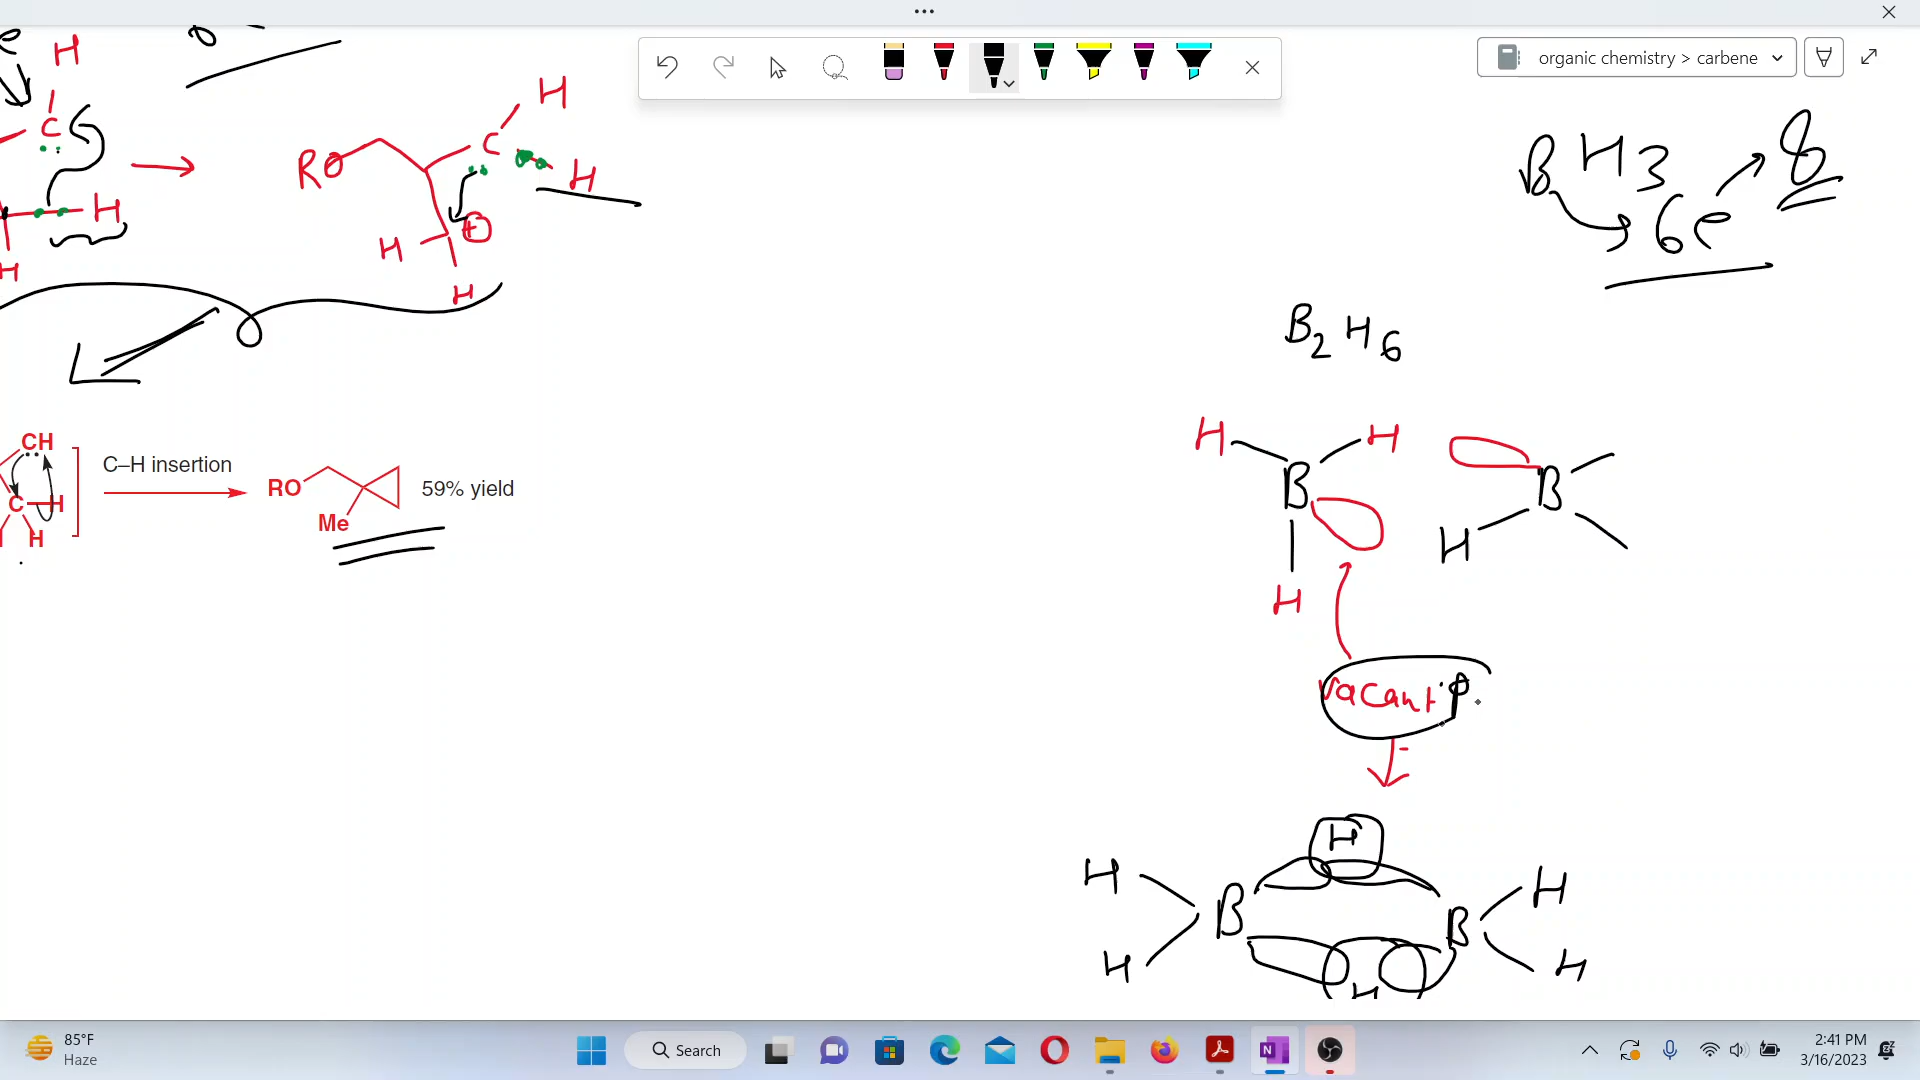 organic chemistry > carbene
H
C
H
H
RO
C
H
H
H
H
BH3
6e
8
B2H6
H
H
B
H
B
H
CH
C
H
H
C–H insertion
RO
Me
59% yield
vacant P
H
H
H
B
B
H
H
H
H
85°F
Haze
Search
2:41 PM
3/16/2023